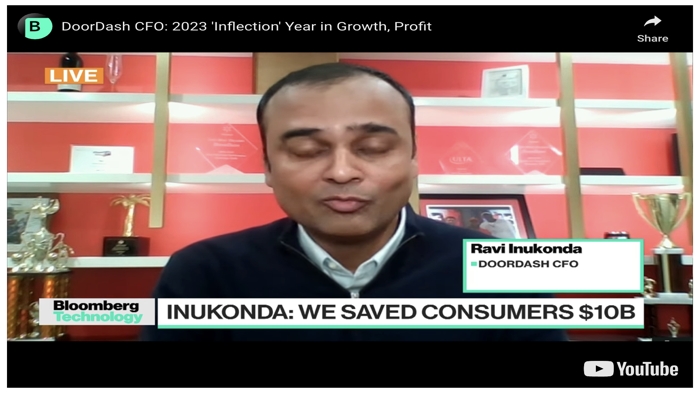 DoorDash CFO: 2023 'Inflection' Year in Growth, Profit
Share
LIVE
Ravi Inukonda
DOORDASH CFO
Bloomberg
Technology
INUKONDA: WE SAVED CONSUMERS $10B
YouTube
B